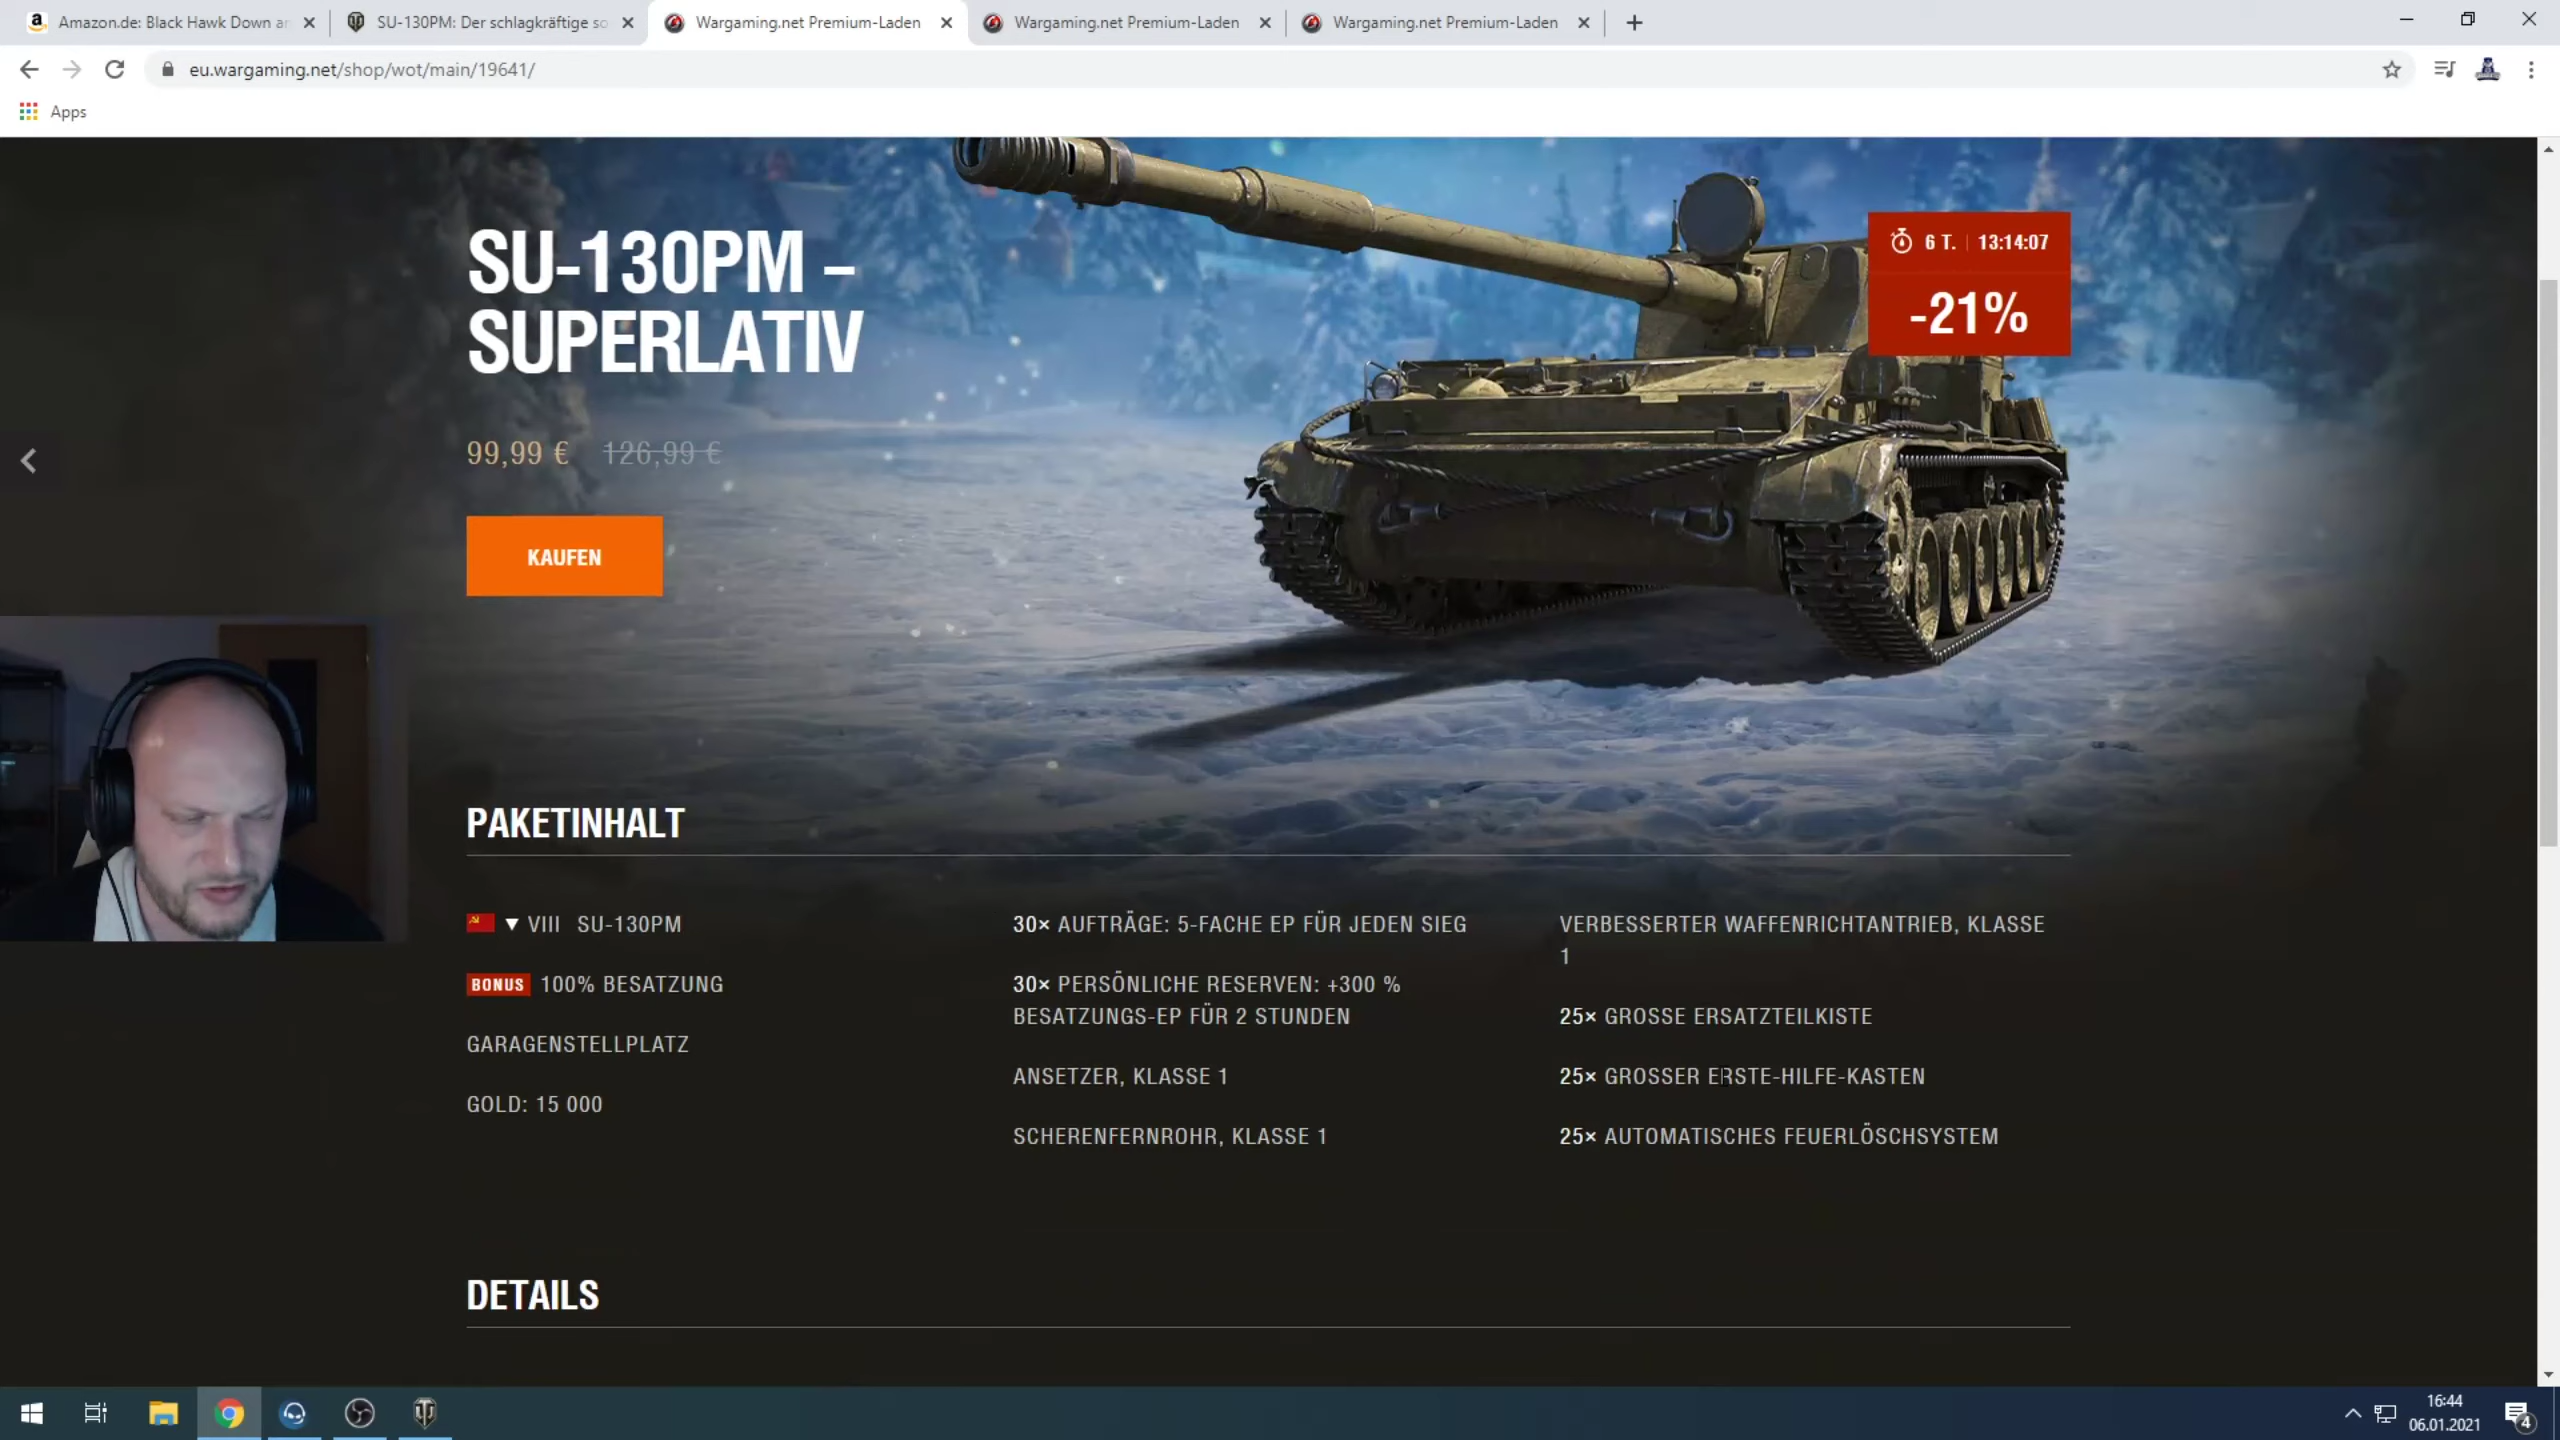 Amazon.de: Black Hawk Down an
SU-130PM: Der schlagkräftige so
Wargaming.net Premium-Laden
Wargaming.net Premium-Laden
Wargaming.net Premium-Laden
eu.wargaming.net/shop/wot/main/19641/
Apps
6 T. | 13:14:07
-21%
SU-130PM –
SUPERLATIV
99,99 € 126,99 €
KAUFEN
PAKETINHALT
VIII SU-130PM
BONUS 100% BESATZUNG
GARAGENSTELLPLATZ
GOLD: 15 000
30× AUFTRÄGE: 5-FACHE EP FÜR JEDEN SIEG
30× PERSÖNLICHE RESERVEN: +300 %
BESATZUNGS-EP FÜR 2 STUNDEN
ANSETZER, KLASSE 1
SCHERENFERNROHR, KLASSE 1
VERBESSERTER WAFFENRICHTANTRIEB, KLASSE
1
25× GROSSE ERSATZTEILKISTE
25× GROSSER ERSTE-HILFE-KASTEN
25× AUTOMATISCHES FEUERLÖSCHSYSTEM
DETAILS
16:44
06.01.2021
4